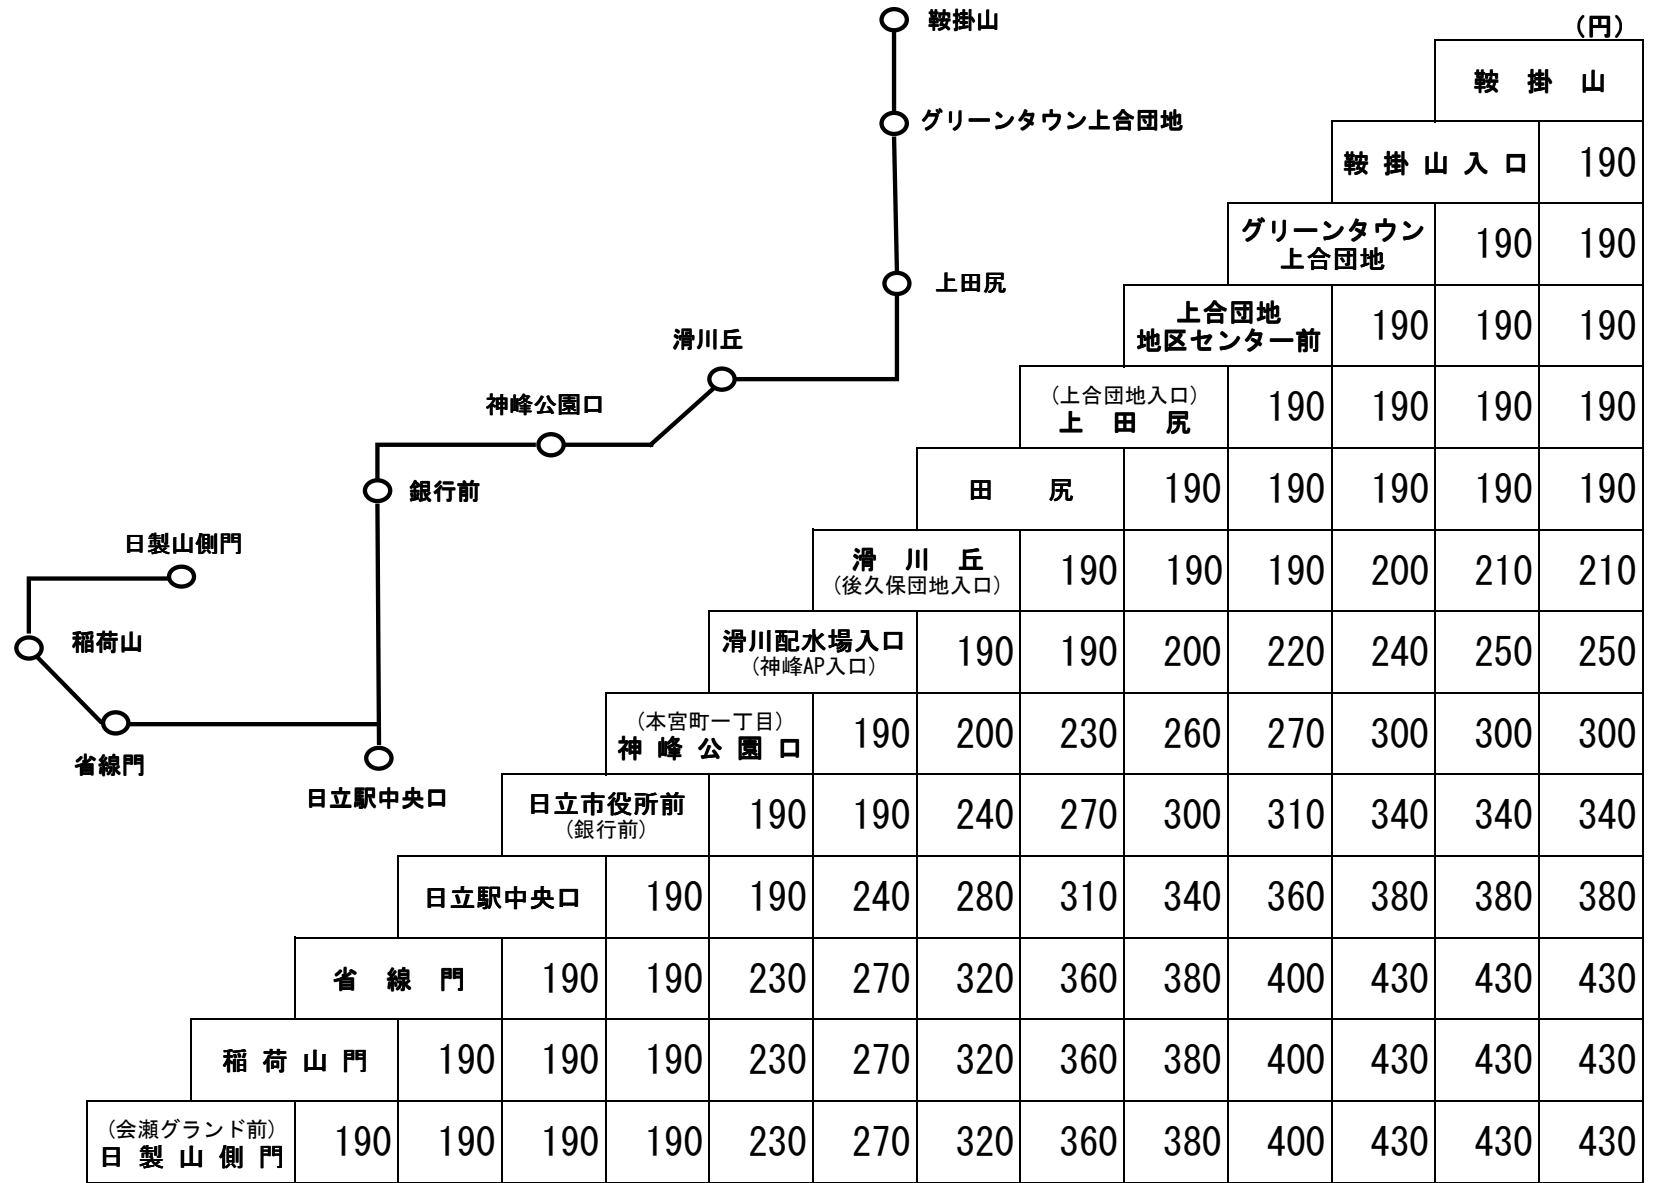 鞍掛山
グリーンタウン上合団地
上田尻
滑川丘
神峰公園口
銀行前
日製山側門
稲荷山
省線門
日立駅中央口
(円)
鞍掛山
鞍掛山入口 190
グリーンタウン
上合団地
190 190
上合団地
地区センター前
190 190 190
(上合団地入口)
上田尻
190 190 190 190
田尻 190 190 190 190 190
滑川丘
(後久保団地入口)
190 190 190 200 210 210
滑川配水場入口
(神峰AP入口)
190 190 200 220 240 250 250
(本宮町一丁目)
神峰公園口
190 200 230 260 270 300 300 300
日立市役所前
(銀行前)
190 190 240 270 300 310 340 340 340
日立駅中央口 190 190 240 280 310 340 360 380 380 380
省線門 190 190 230 270 320 360 380 400 430 430 430
稲荷山門 190 190 190 230 270 320 360 380 400 430 430 430
(会瀬グランド前)
日製山側門
190 190 190 190 230 270 320 360 380 400 430 430 430